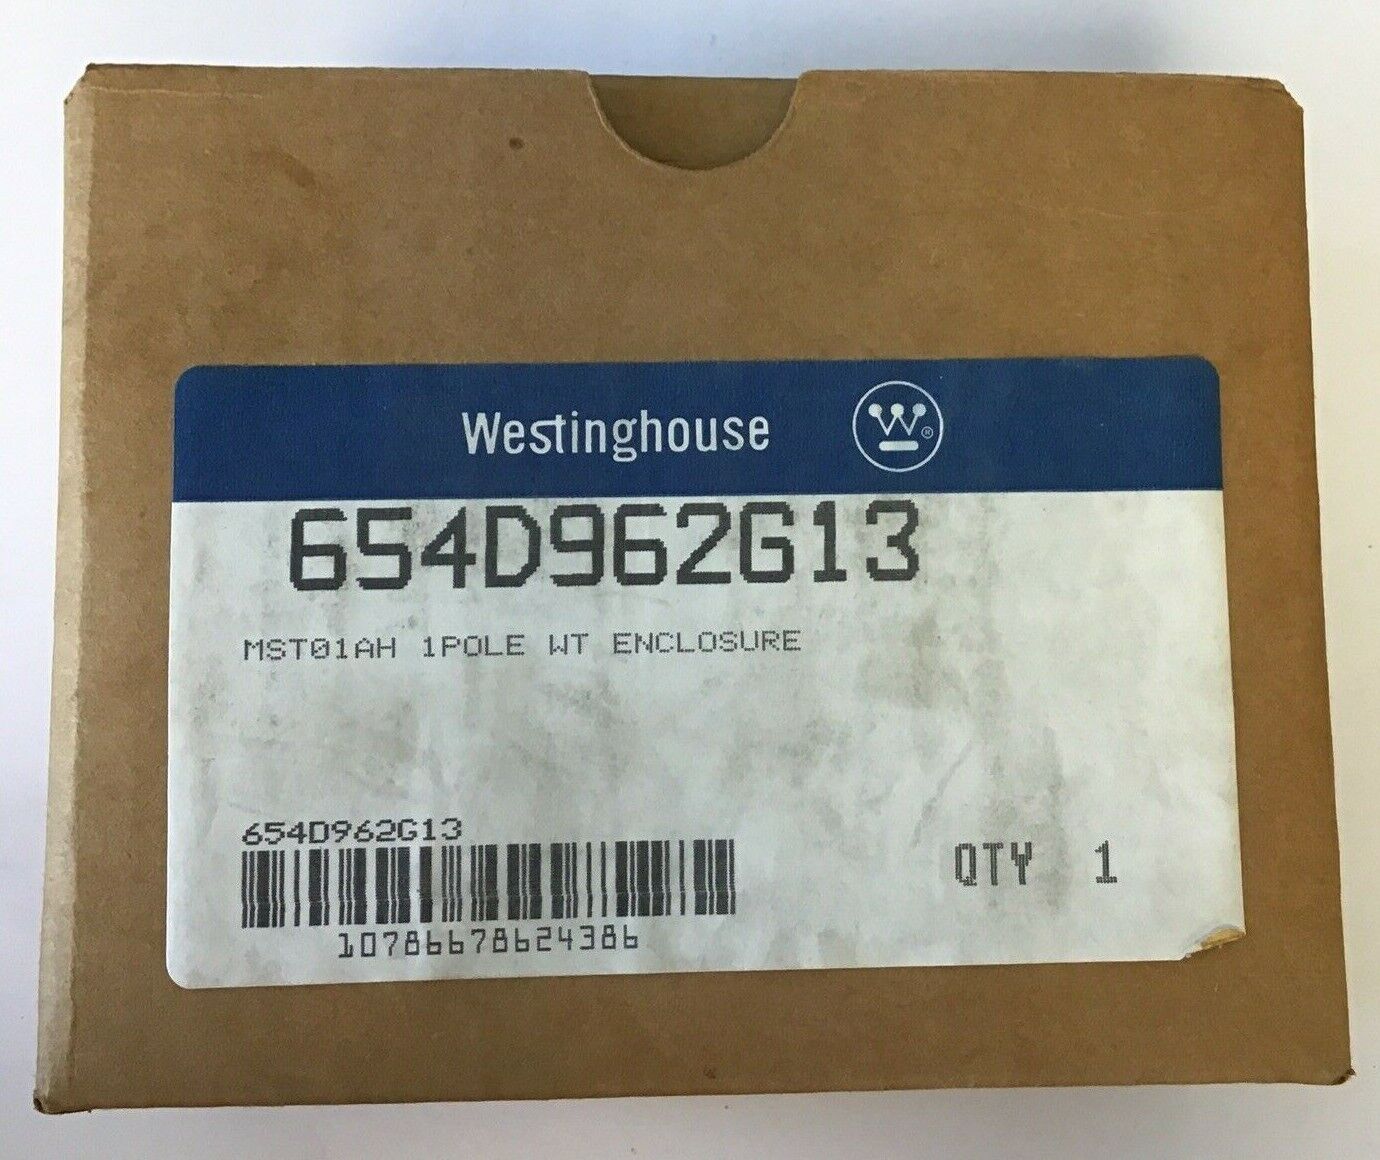 Westinghouse
W ®
654D962G13
MST01AH 1POLE WT ENCLOSURE
654D962G13
10786678624386
QTY 1